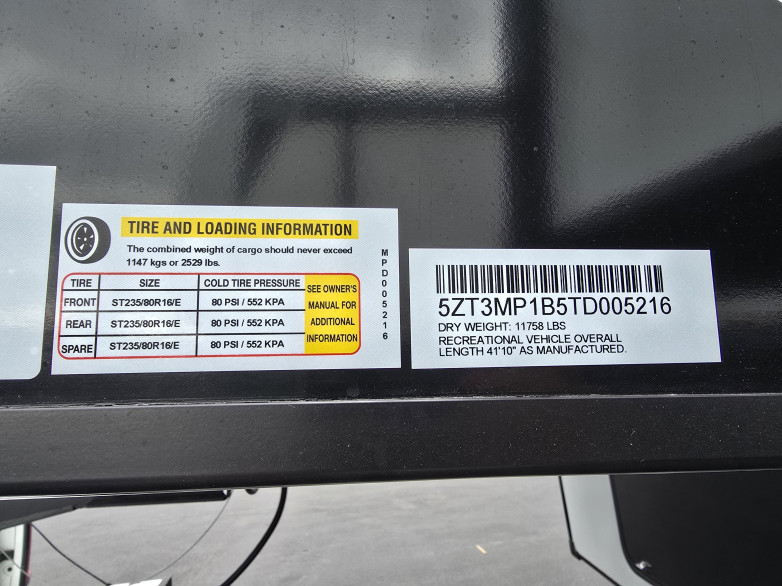 TIRE AND LOADING INFORMATION
The combined weight of cargo should never exceed
1147 kgs or 2529 lbs.
TIRE SIZE COLD TIRE PRESSURE
FRONT ST235/80R16/E 80 PSI / 552 KPA
REAR ST235/80R16/E 80 PSI / 552 KPA
SPARE ST235/80R16/E 80 PSI / 552 KPA
SEE OWNER'S
MANUAL FOR
ADDITIONAL
INFORMATION
MPD005216
5ZT3MP1B5TD005216
DRY WEIGHT: 11758 LBS
RECREATIONAL VEHICLE OVERALL
LENGTH 41'10" AS MANUFACTURED.